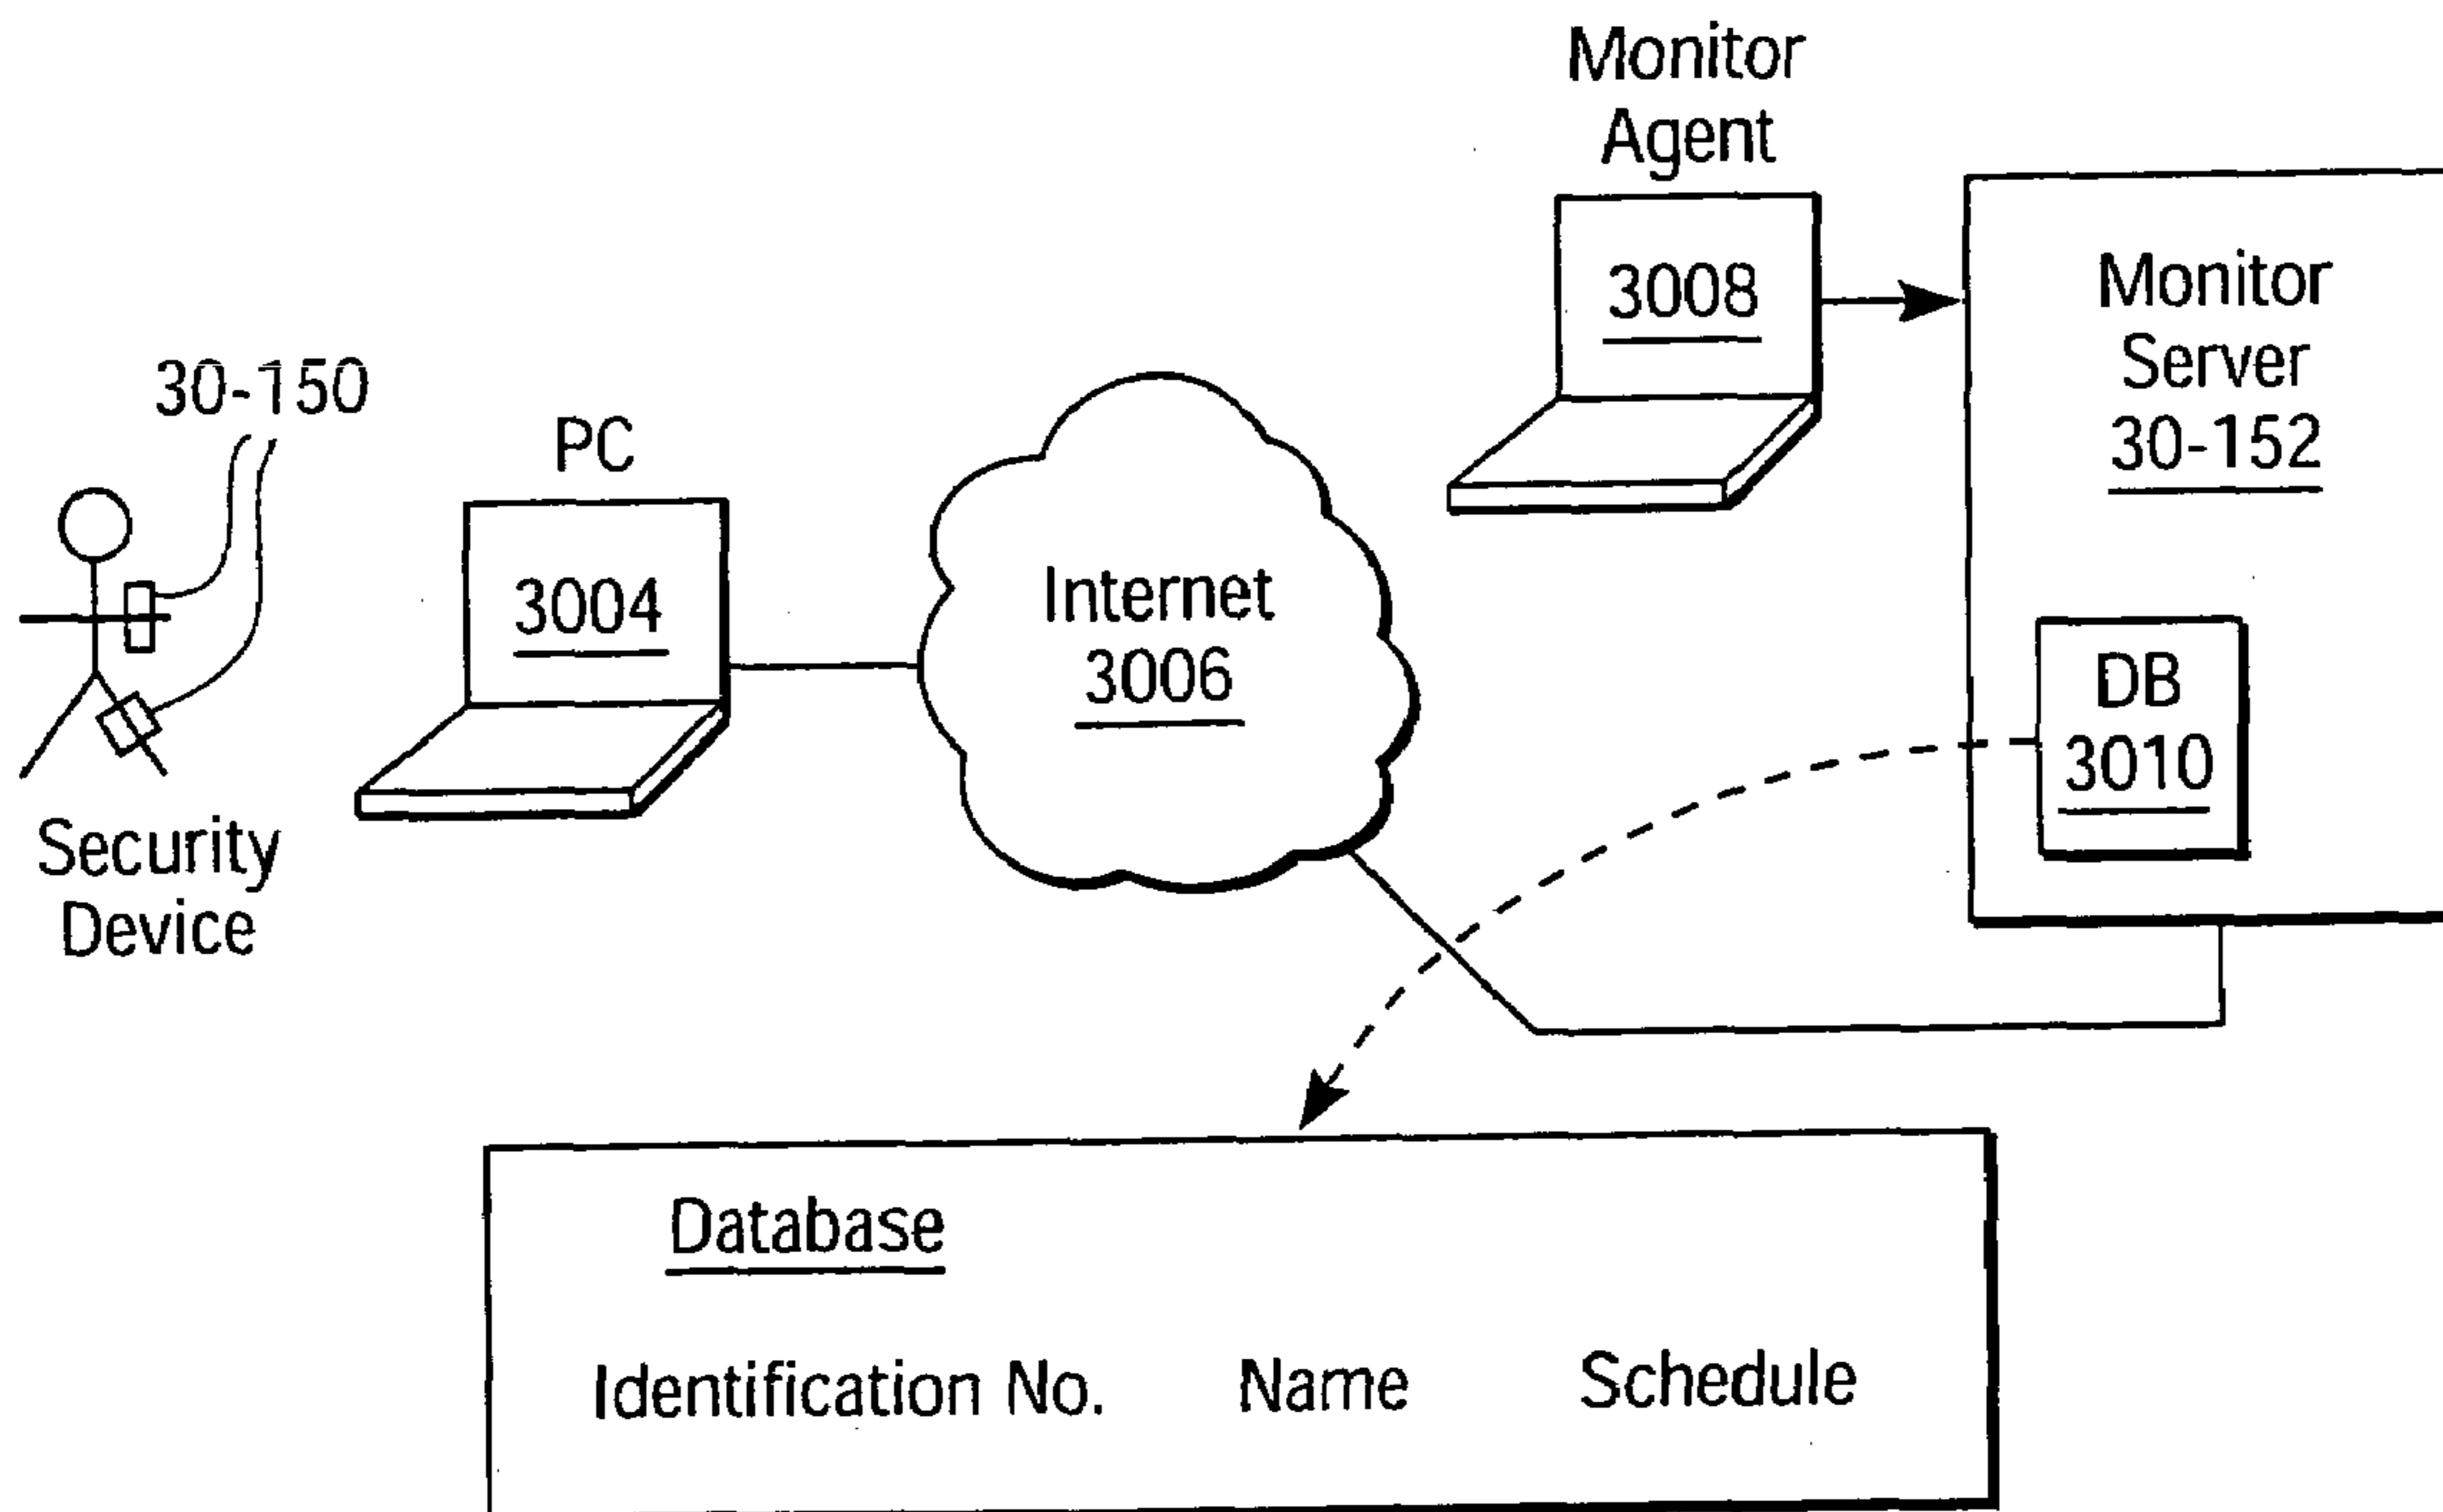 Monitor
Agent
3008
Monitor
Server
30-152
30-150
PC
3004
Internet
3006
DB
3010
Security
Device
Database
Identification No. Name Schedule